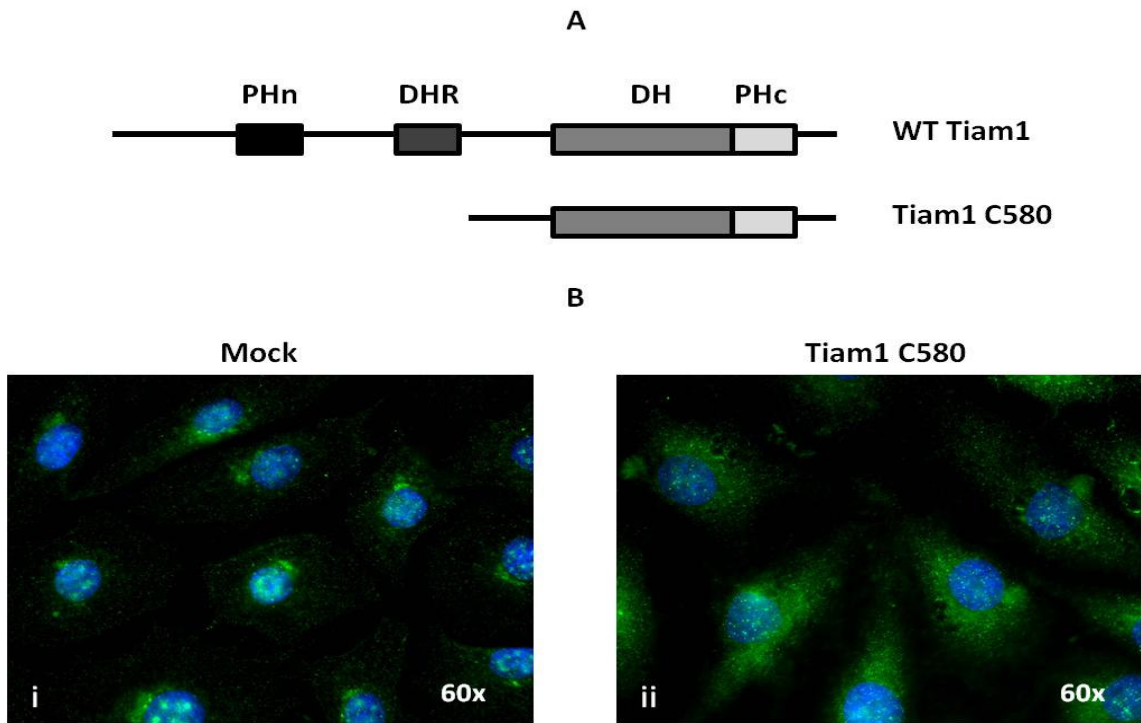 A
PHn DHR DH PHc
WT Tiam1
Tiam1 C580
B
Mock Tiam1 C580
i 60x ii 60x